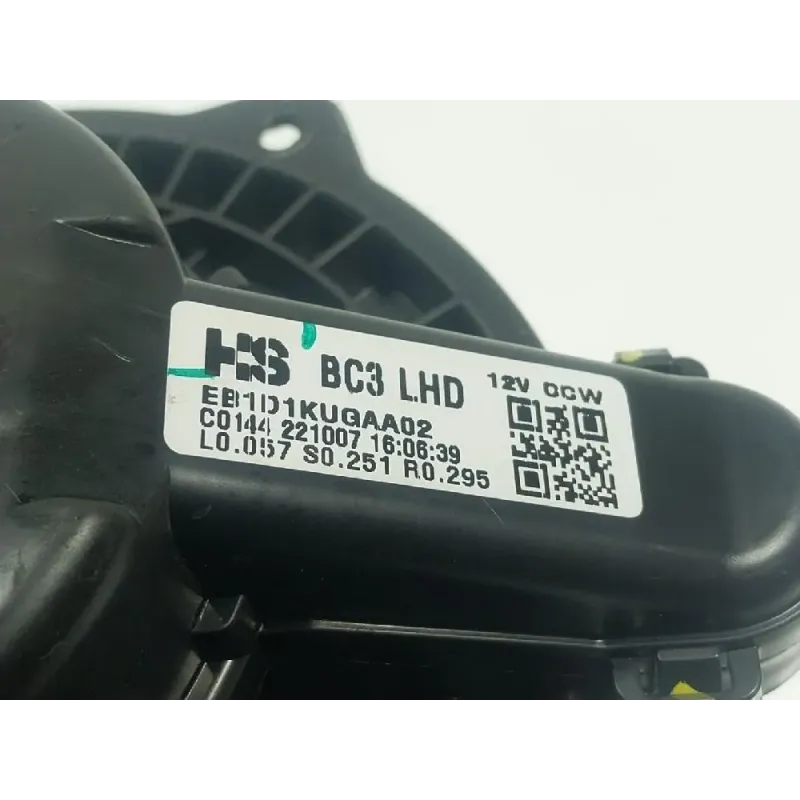 HS BC3 LHD 12V CCW
EB1D1KUGAA02
C0144 221007 16:06:39
L0.057 S0.251 R0.295